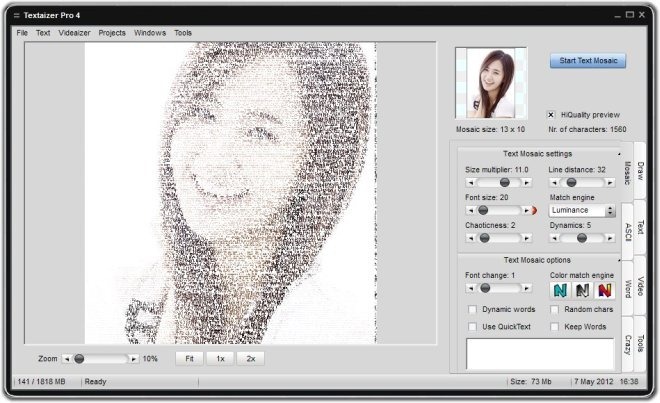 Textaizer Pro 4
File Text Videaizer Projects Windows Tools
Start Text Mosaic
HiQuality preview
Mosaic size: 13 x 10 Nr. of characters: 1560
Text Mosaic settings
Size multiplier: 11.0 Line distance: 32
Font size: 20 Match engine
Luminance
Chaoticness: 2 Dynamics: 5
Text Mosaic options
Font change: 1 Color match engine
N N N
Dynamic words Random chars
Use QuickText Keep Words
Draw
Mosaic
Text
ASCII
Video
Word
Tools
Crazy
Zoom 10% Fit 1x 2x
141 / 1818 MB Ready Size: 73 Mb 7 May 2012 16:38